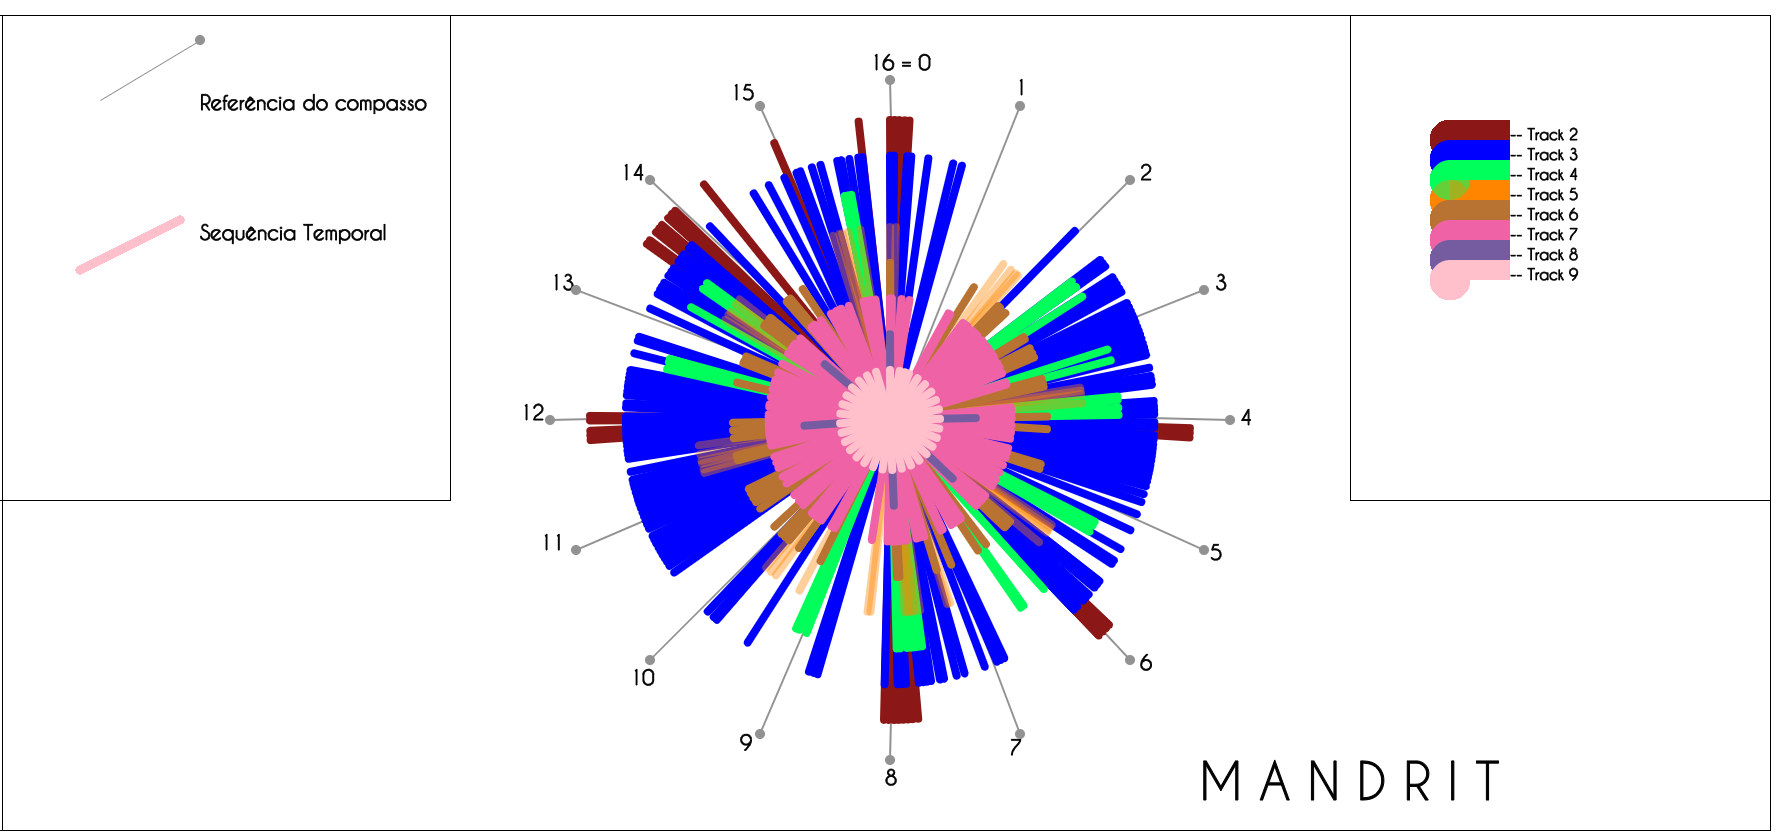 Referência do compasso
Sequência Temporal
16 = 0
1
2
3
4
5
6
7
8
9
10
11
12
13
14
15
-- Track 2
-- Track 3
-- Track 4
-- Track 5
-- Track 6
-- Track 7
-- Track 8
-- Track 9
MANDRIT